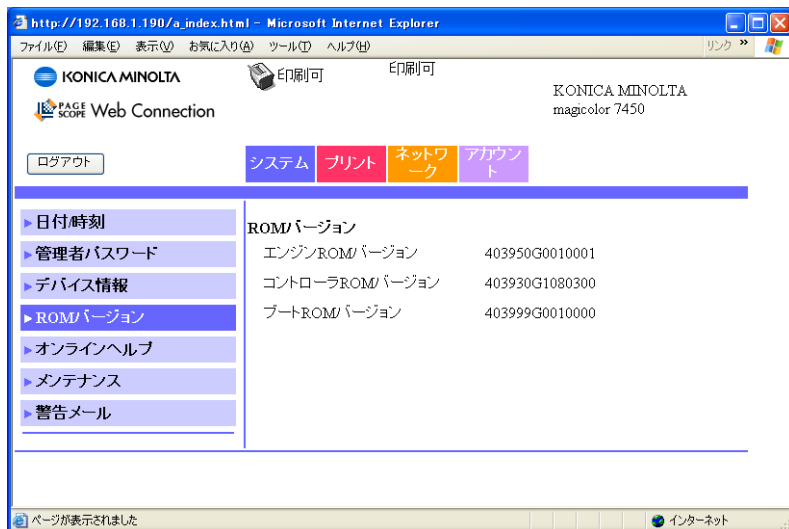 http://192.168.1.190/a_index.html - Microsoft Internet Explorer
ファイル(F) 編集(E) 表示(V) お気に入り(A) ツール(T) ヘルプ(H) リンク »
KONICA MINOLTA
印刷可
印刷可
KONICA MINOLTA
magicolor 7450
PAGE SCOPE Web Connection
ログアウト
システム
プリント
ネットワ
ーク
アカウン
ト
日付/時刻
管理者パスワード
デバイス情報
ROMバージョン
オンラインヘルプ
メンテナンス
警告メール
ROMバージョン
エンジンROMバージョン 403950G0010001
コントローラROMバージョン 403930G1080300
ブートROMバージョン 403999G0010000
ページが表示されました インターネット